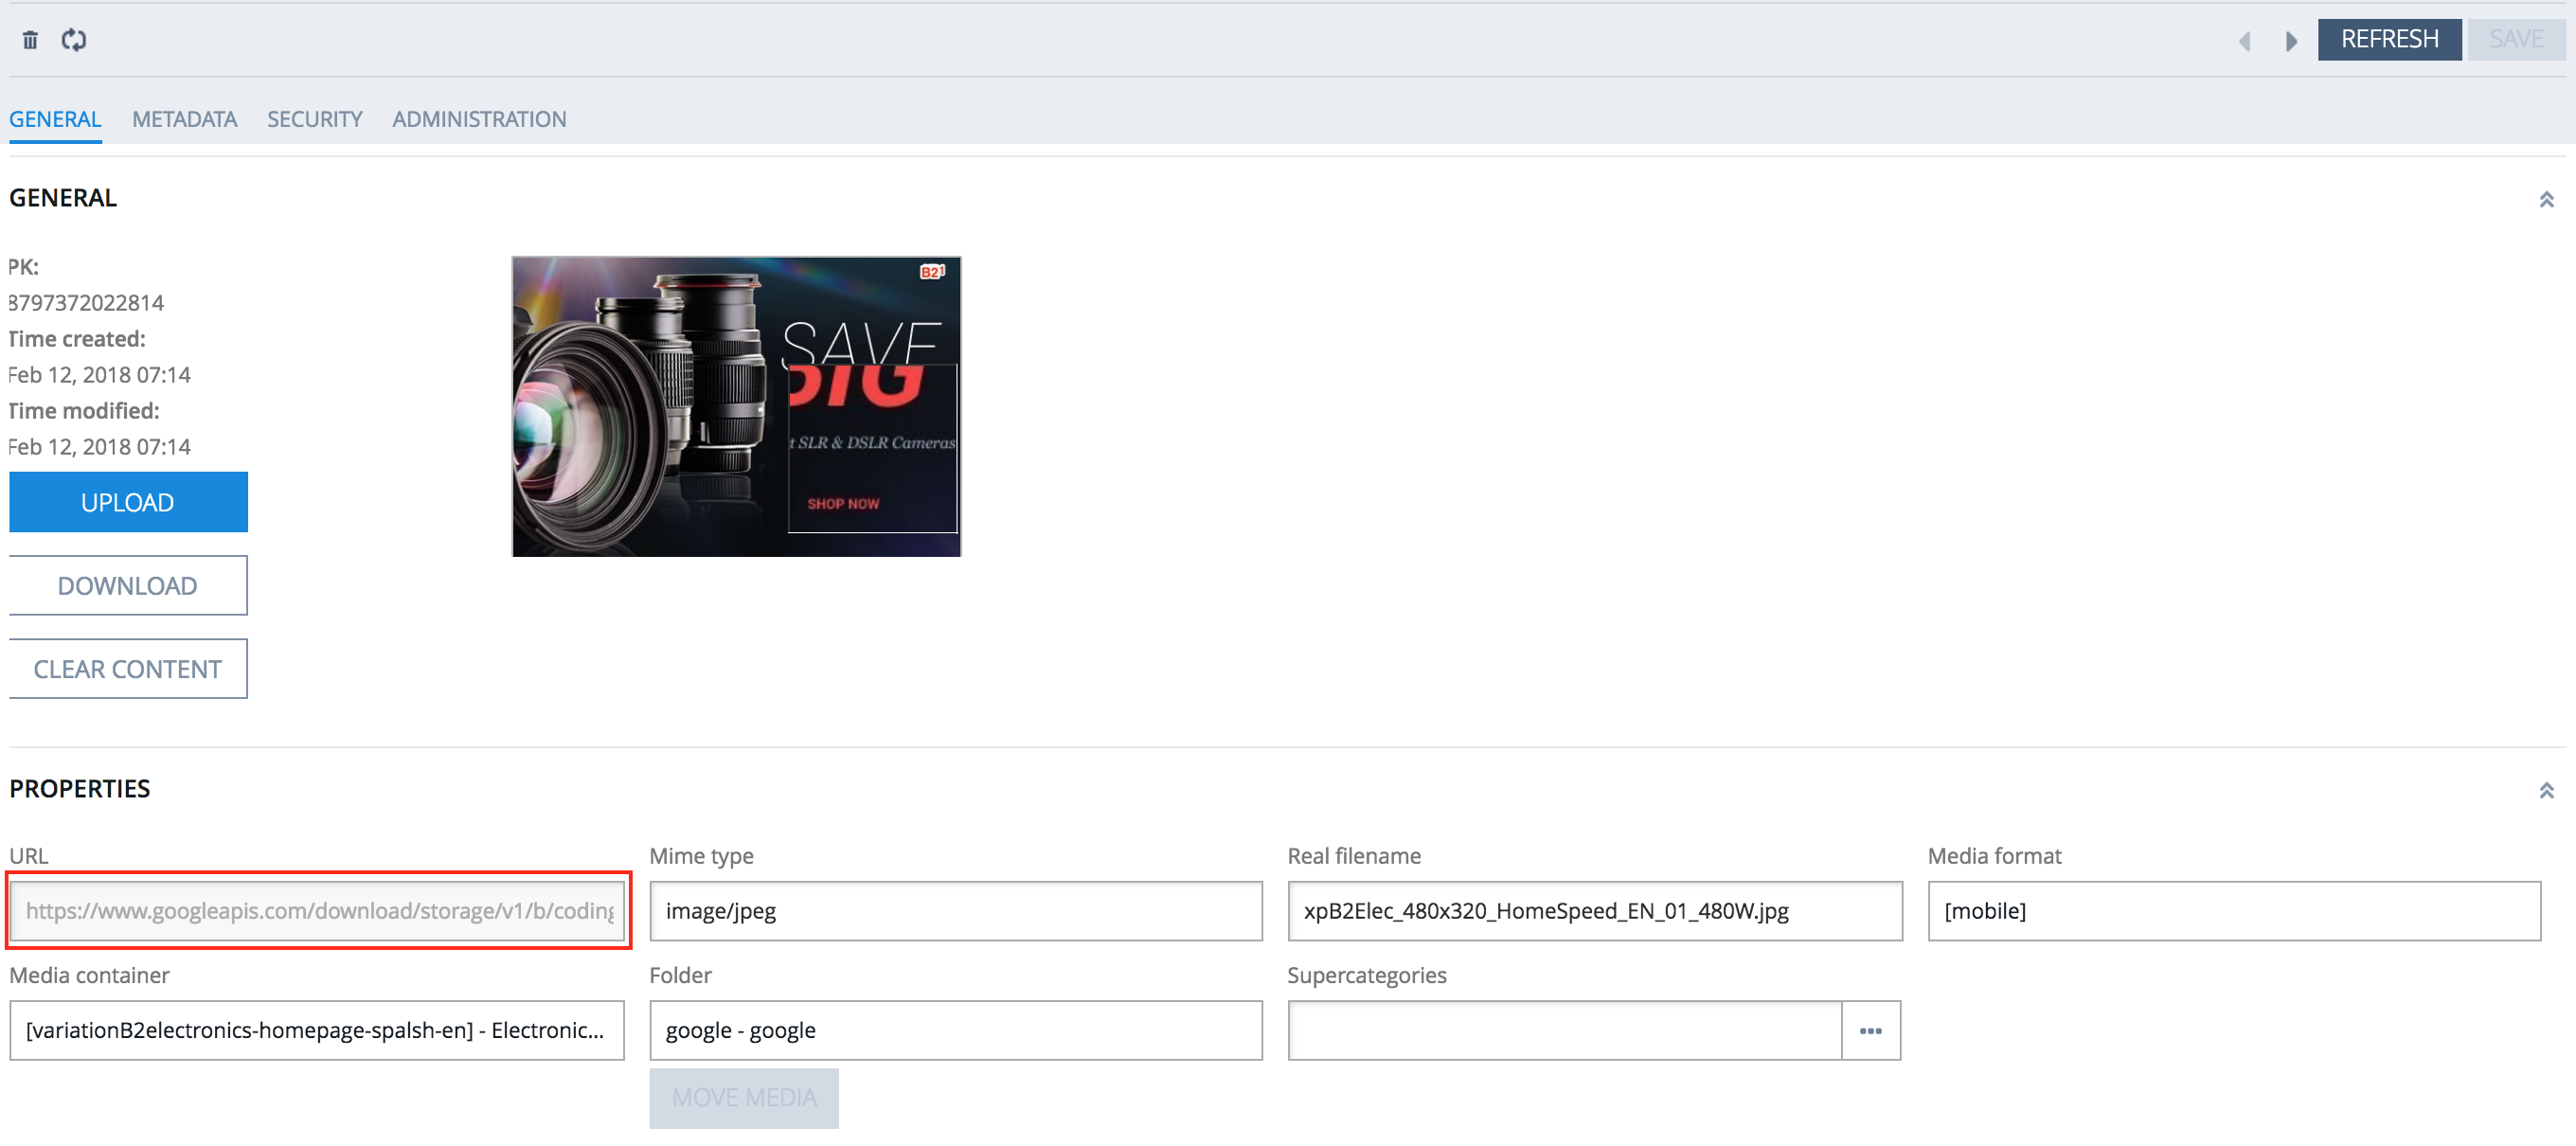 REFRESH SAVE
GENERAL METADATA SECURITY ADMINISTRATION
GENERAL
PK:
8797372022814
Time created:
Feb 12, 2018 07:14
Time modified:
Feb 12, 2018 07:14
UPLOAD
DOWNLOAD
CLEAR CONTENT
B21
SAVE
BIG
t SLR & DSLR Cameras
SHOP NOW
PROPERTIES
URL Mime type Real filename Media format
https://www.googleapis.com/download/storage/v1/b/coding image/jpeg xpB2Elec_480x320_HomeSpeed_EN_01_480W.jpg [mobile]
Media container Folder Supercategories
[variationB2electronics-homepage-spalsh-en] - Electronic... google - google
MOVE MEDIA